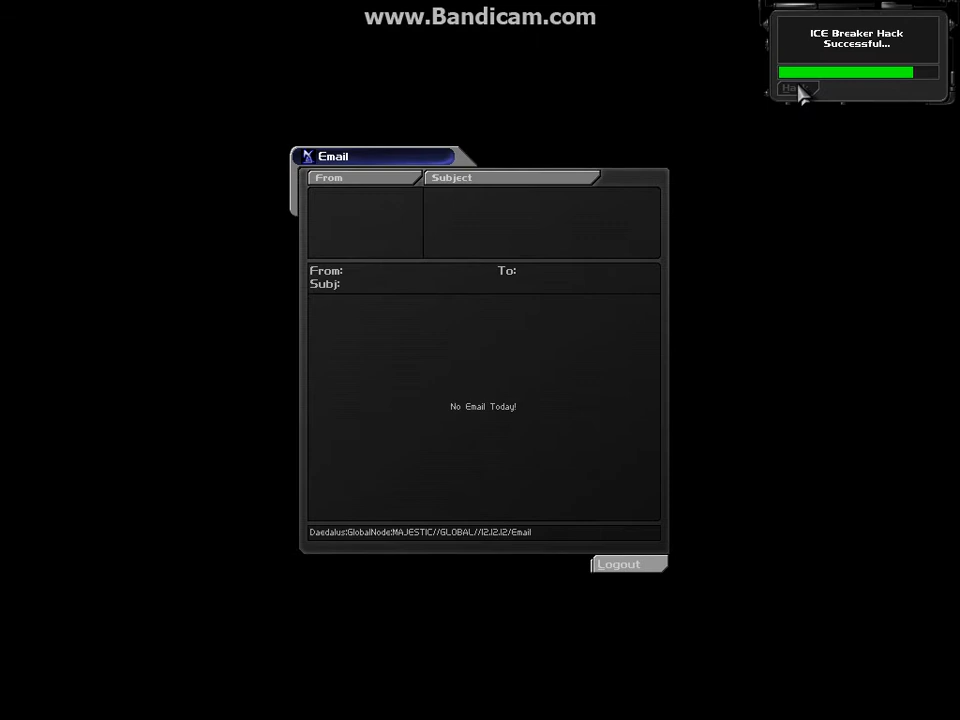 www.Bandicam.com
ICE Breaker Hack
Successful...
Email
From
Subject
From:
To:
Subj:
No Email Today!
Daedalus:GlobalNode:MAJESTIC//GLOBAL//12.12.12/Email
Logout